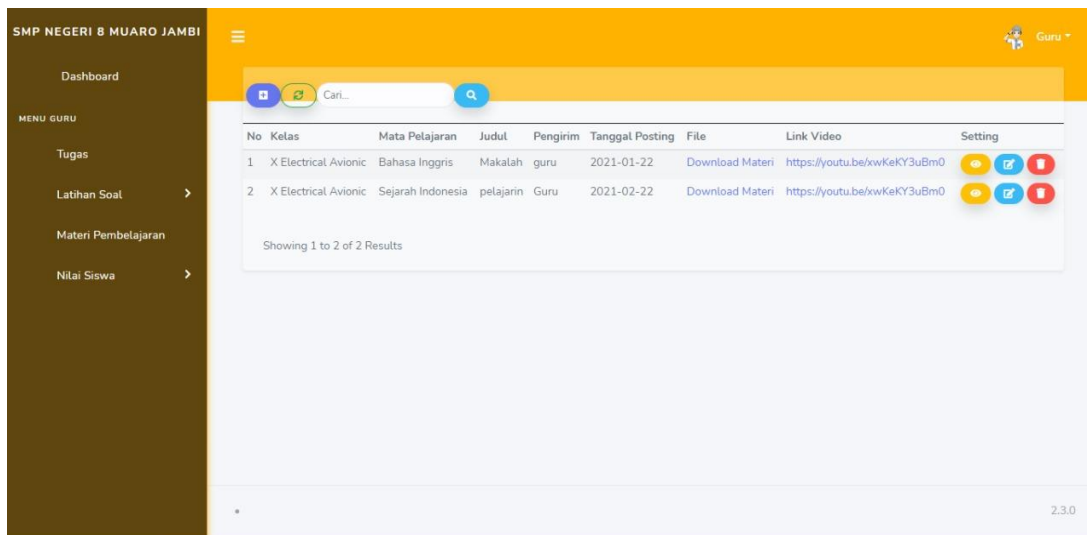 SMP NEGERI 8 MUARO JAMBI
Guru
Dashboard
MENU GURU
Tugas
Latihan Soal
Materi Pembelajaran
Nilai Siswa
Cari...
No Kelas Mata Pelajaran Judul Pengirim Tanggal Posting File Link Video Setting
1 X Electrical Avionic Bahasa Inggris Makalah guru 2021-01-22 Download Materi https://youtu.be/xwKeKY3uBm0
2 X Electrical Avionic Sejarah Indonesia pelajarin Guru 2021-02-22 Download Materi https://youtu.be/xwKeKY3uBm0
Showing 1 to 2 of 2 Results
2.3.0